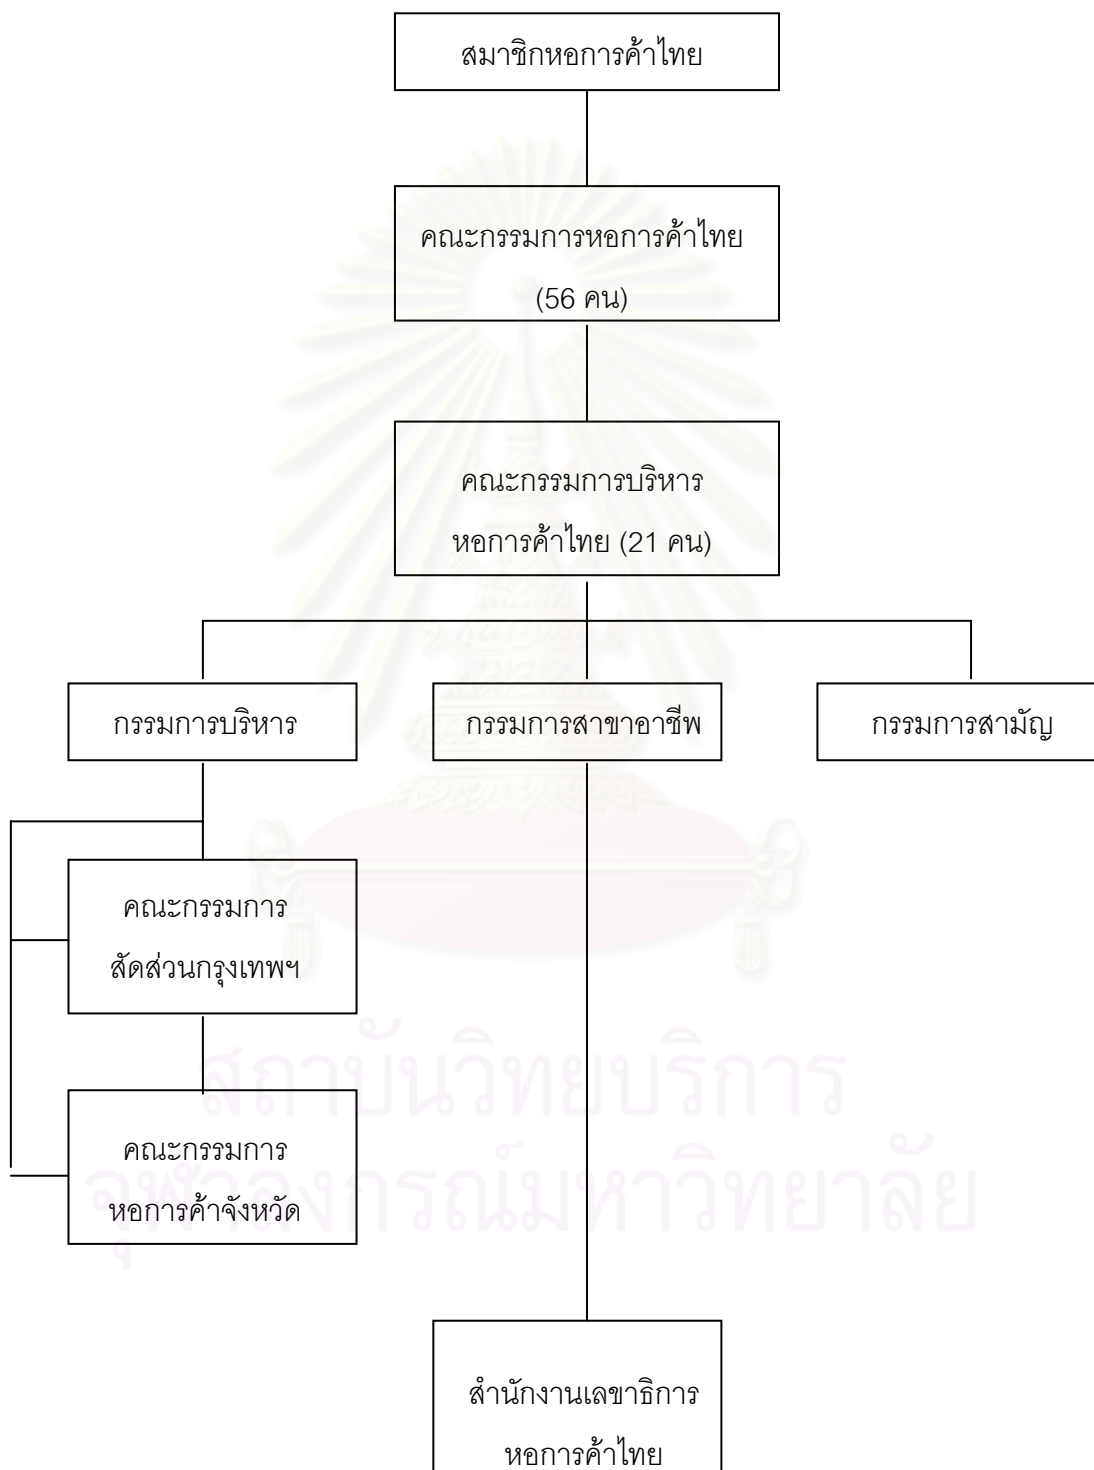 สมาชิกหอการค้าไทย
คณะกรรมการหอการค้าไทย
(56 คน)
คณะกรรมการบริหาร
หอการค้าไทย (21 คน)
กรรมการบริหาร
กรรมการสาขาอาชีพ
กรรมการสามัญ
คณะกรรมการ
สัดส่วนกรุงเทพฯ
สถาบันวิทยบริการ
คณะกรรมการ
หอการค้าจังหวัด
จุฬาลงกรณ์มหาวิทยาลัย
สำนักงานเลขาธิการ
หอการค้าไทย